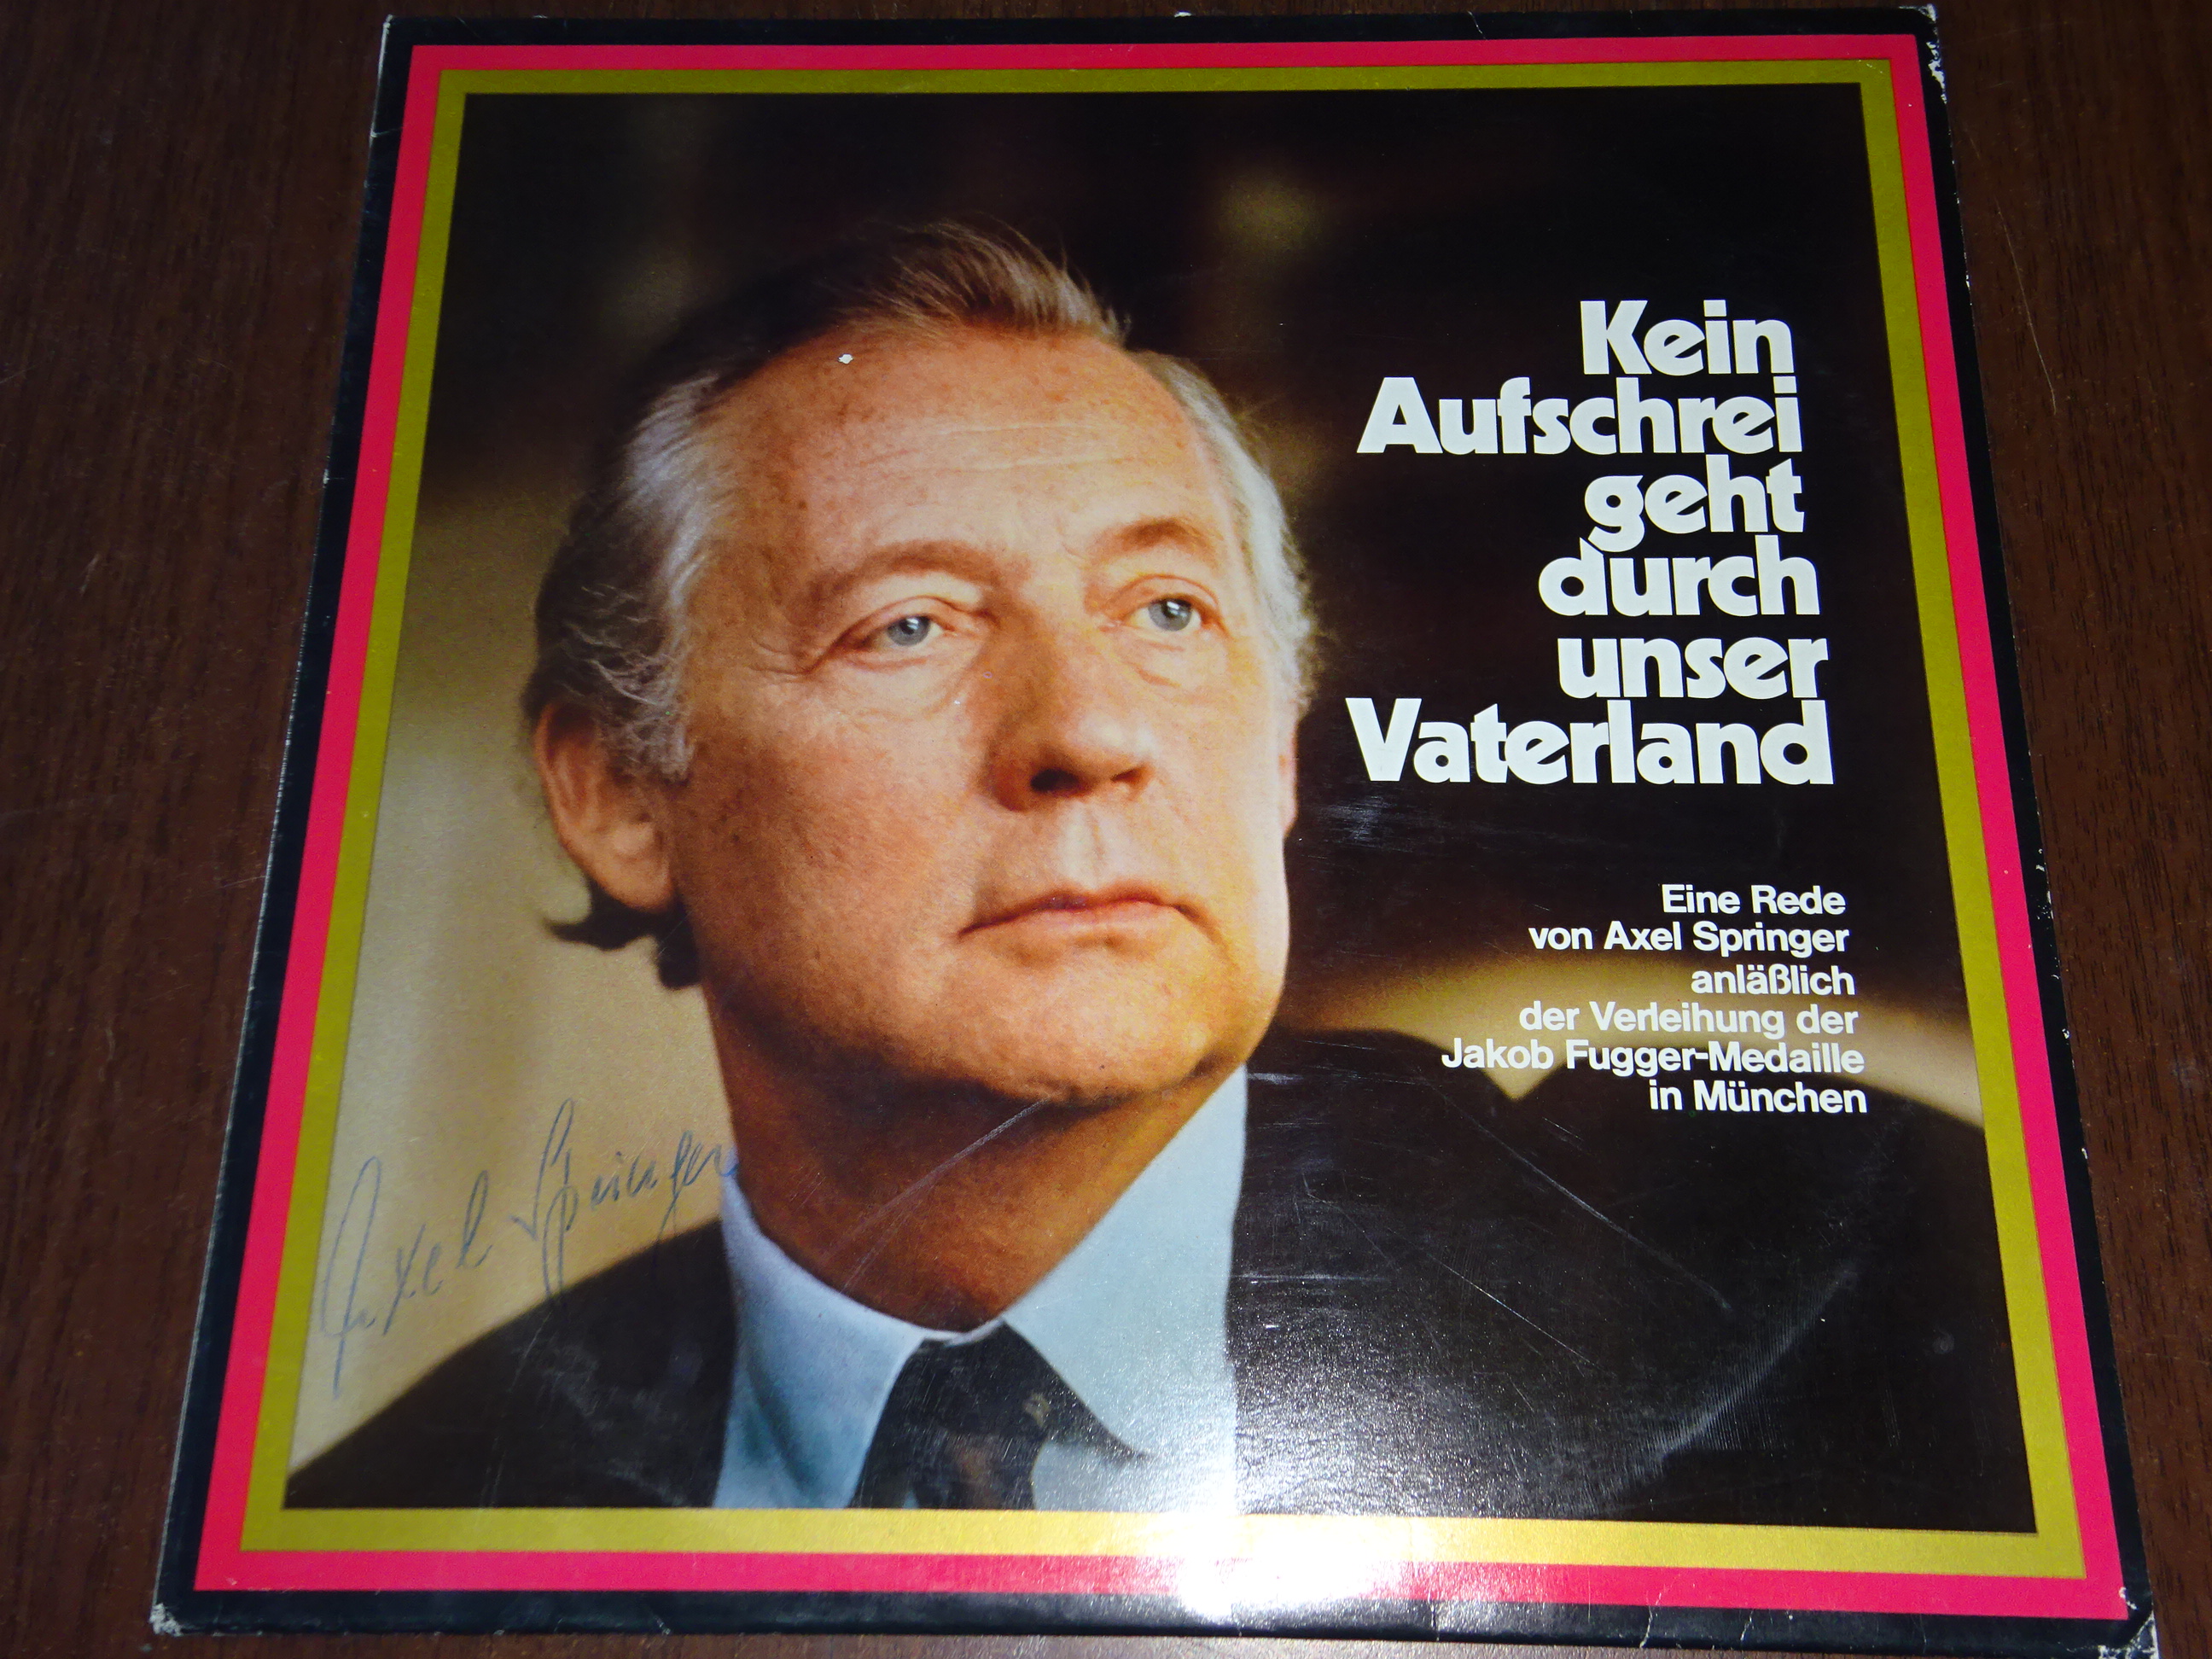 Kein
Aufschrei
geht
durch
unser
Vaterland
Eine Rede
von Axel Springer
anläßlich
der Verleihung der
Jakob Fugger-Medaille
in München
Axel Springer